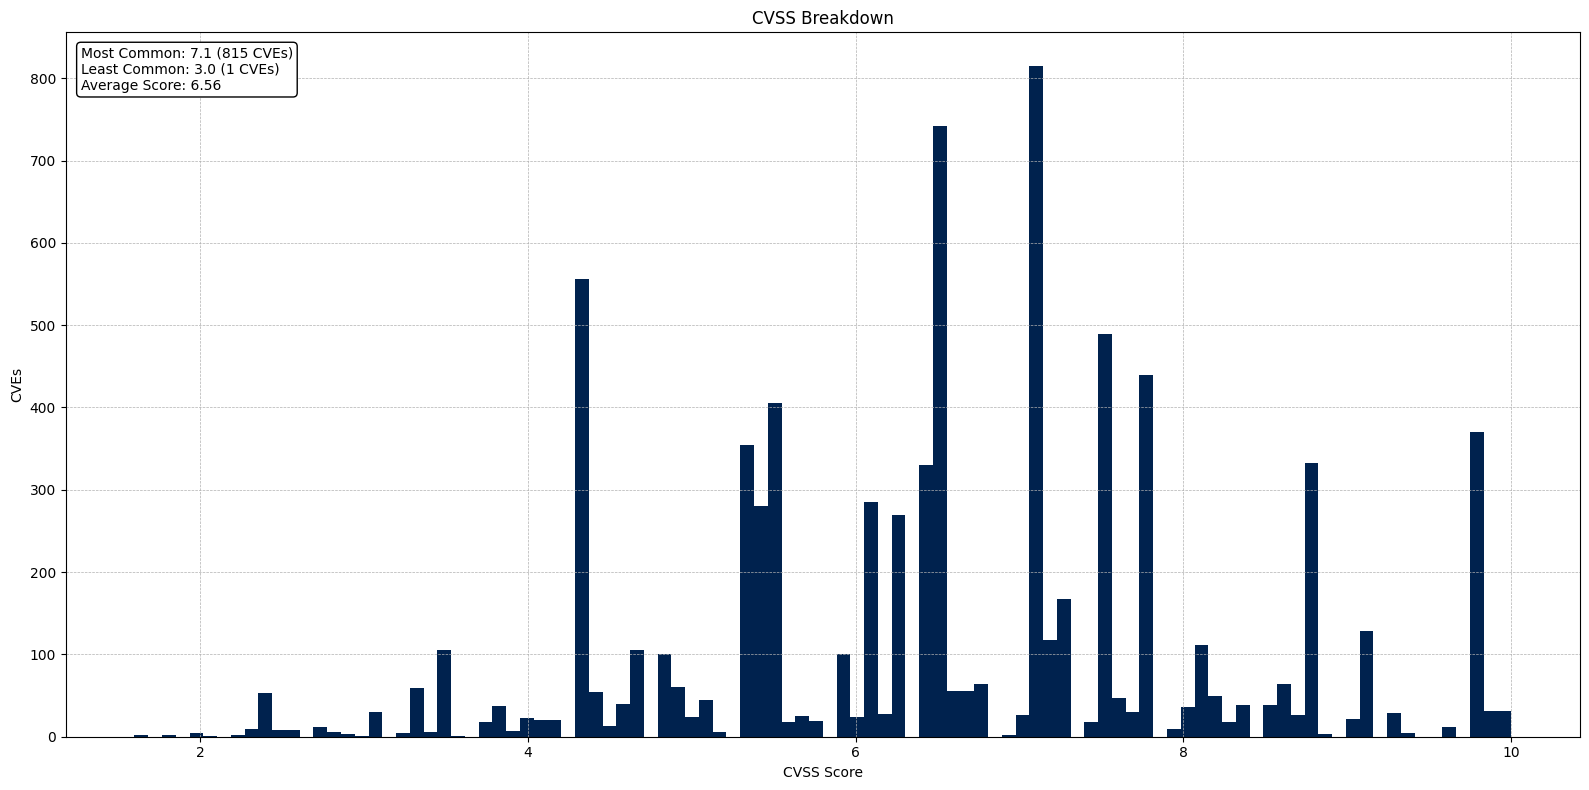 CVSS Breakdown
Most Common: 7.1 (815 CVEs)
Least Common: 3.0 (1 CVEs)
Average Score: 6.56
800
700
600
500
400
300
200
100
0
CVEs
2 4 6 8 10
CVSS Score